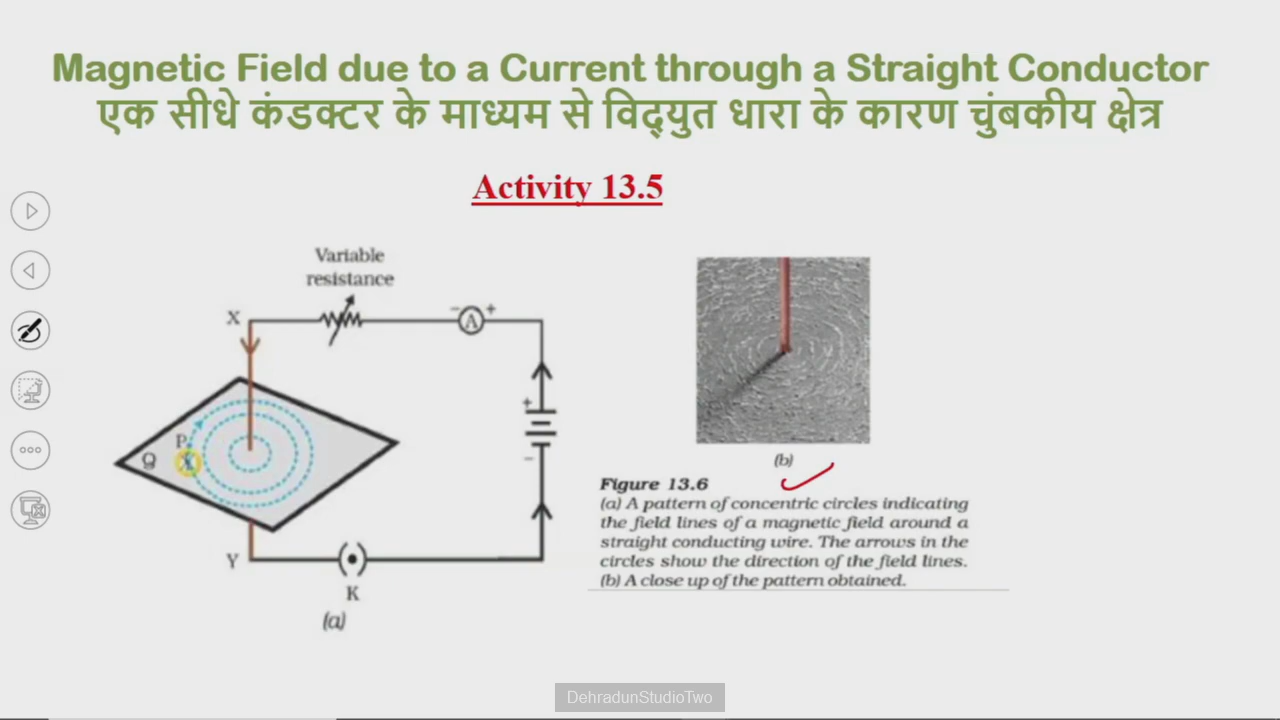 Magnetic Field due to a Current through a Straight Conductor
एक सीधे कंडक्टर के माध्यम से विद्युत धारा के कारण चुंबकीय क्षेत्र
Activity 13.5
Variable
resistance
X
A
P
Q
Y
K
(a)
(b)
Figure 13.6
(a) A pattern of concentric circles indicating
the field lines of a magnetic field around a
straight conducting wire. The arrows in the
circles show the direction of the field lines.
(b) A close up of the pattern obtained.
DehradunStudioTwo